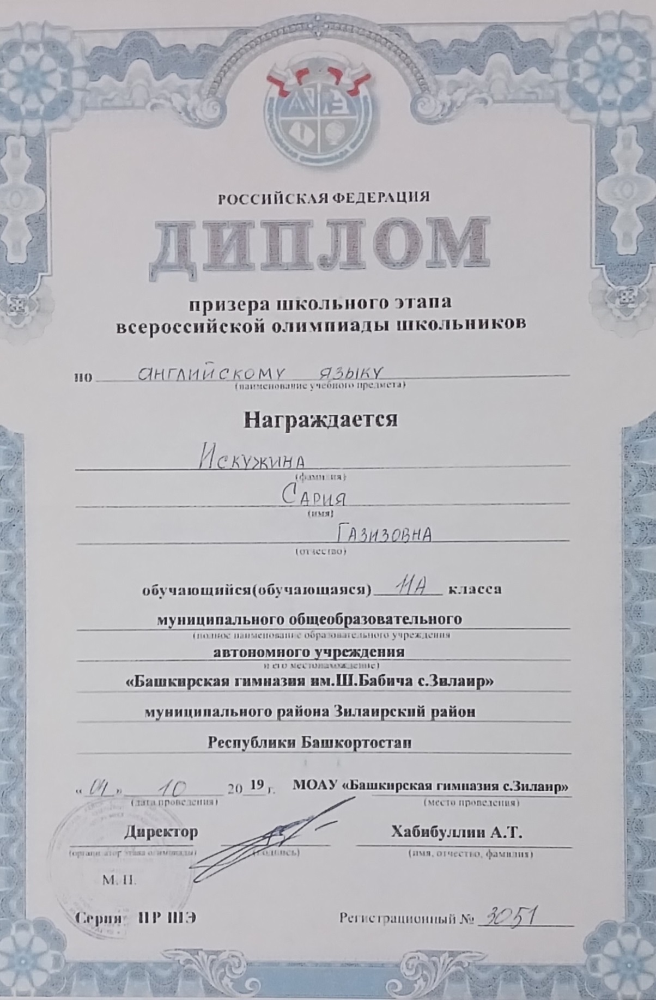 РОССИЙСКАЯ ФЕДЕРАЦИЯ
ДИПЛОМ
призера школьного этапа
всероссийской олимпиады школьников
по английскому языку
(наименование учебного предмета)
Награждается
Искужина
(фамилия)
Сария
(имя)
Газизовна
(отчество)
обучающийся(обучающаяся) 11А класса
муниципального общеобразовательного
(полное наименование образовательного учреждения
автономного учреждения
и его местонахождение)
«Башкирская гимназия им.Ш.Бабича с.Зилаир»
муниципального района Зилаирский район
Республики Башкортостан
« 01 » 10 20 19 г. МОАУ «Башкирская гимназия с.Зилаир»
(дата проведения) (место проведения)
Директор Хабибуллин А.Т.
(организатор этапа олимпиады) (подпись) (имя, отчество, фамилия)
М. П.
Серия ПР ШЭ Регистрационный № 3051